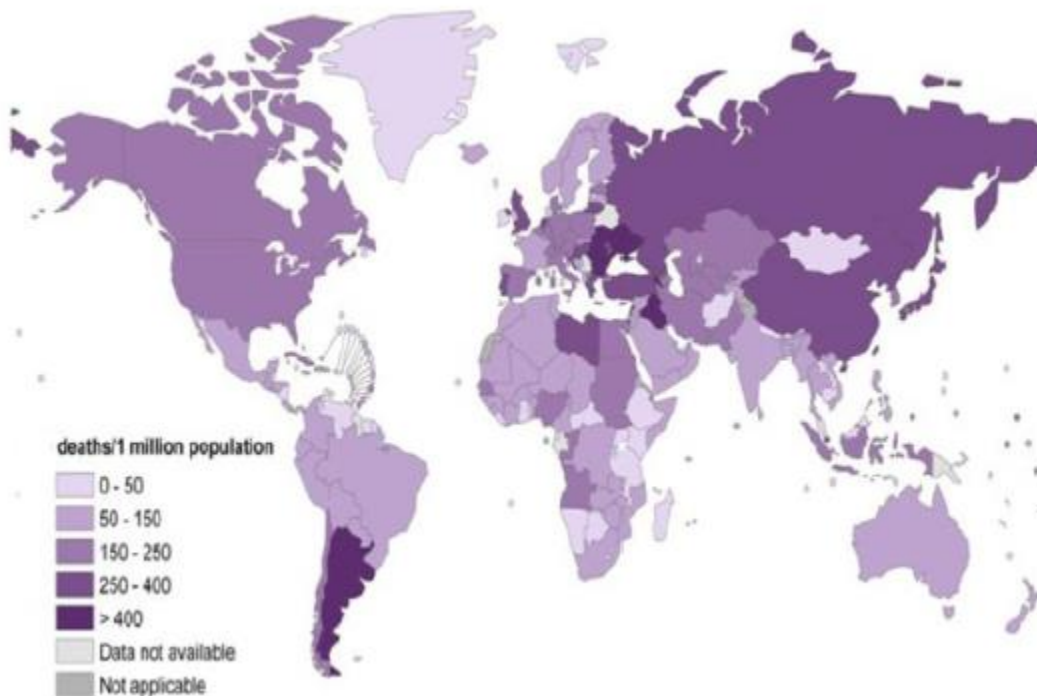 deaths/1 million population
0 - 50
50 - 150
150 - 250
250 - 400
> 400
Data not available
Not applicable